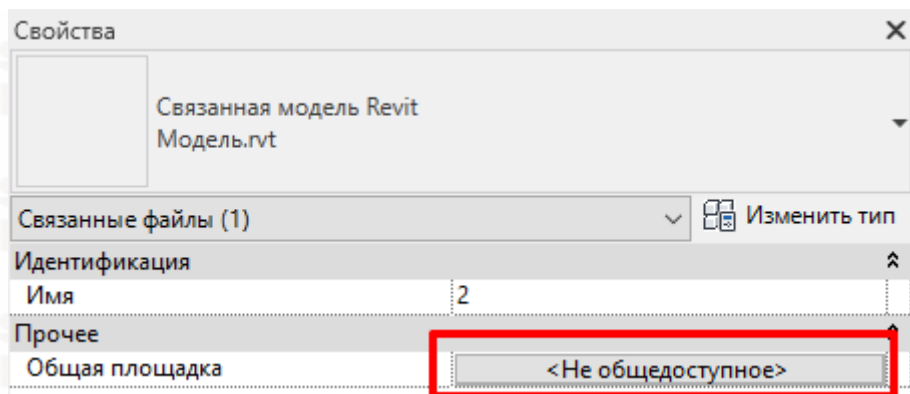 Свойства
Связанная модель Revit
Модель.rvt
Связанные файлы (1) Изменить тип
Идентификация
Имя 2
Прочее
Общая площадка <Не общедоступное>